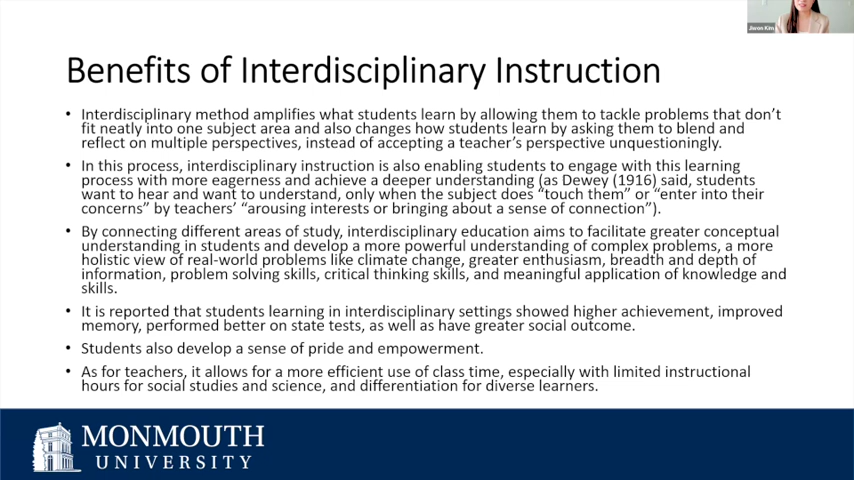 Jiwon Kim
Benefits of Interdisciplinary Instruction
• Interdisciplinary method amplifies what students learn by allowing them to tackle problems that don't
fit neatly into one subject area and also changes how students learn by asking them to blend and
reflect on multiple perspectives, instead of accepting a teacher's perspective unquestioningly.
• In this process, interdisciplinary instruction is also enabling students to engage with this learning
process with more eagerness and achieve a deeper understanding (as Dewey (1916) said, students
want to hear and want to understand, only when the subject does "touch them" or "enter into their
concerns" by teachers' "arousing interests or bringing about a sense of connection").
• By connecting different areas of study, interdisciplinary education aims to facilitate greater conceptual
understanding in students and develop a more powerful understanding of complex problems, a more
holistic view of real-world problems like climate change, greater enthusiasm, breadth and depth of
information, problem solving skills, critical thinking skills, and meaningful application of knowledge and
skills.
• It is reported that students learning in interdisciplinary settings showed higher achievement, improved
memory, performed better on state tests, as well as have greater social outcome.
• Students also develop a sense of pride and empowerment.
• As for teachers, it allows for a more efficient use of class time, especially with limited instructional
hours for social studies and science, and differentiation for diverse learners.
MONMOUTH
UNIVERSITY